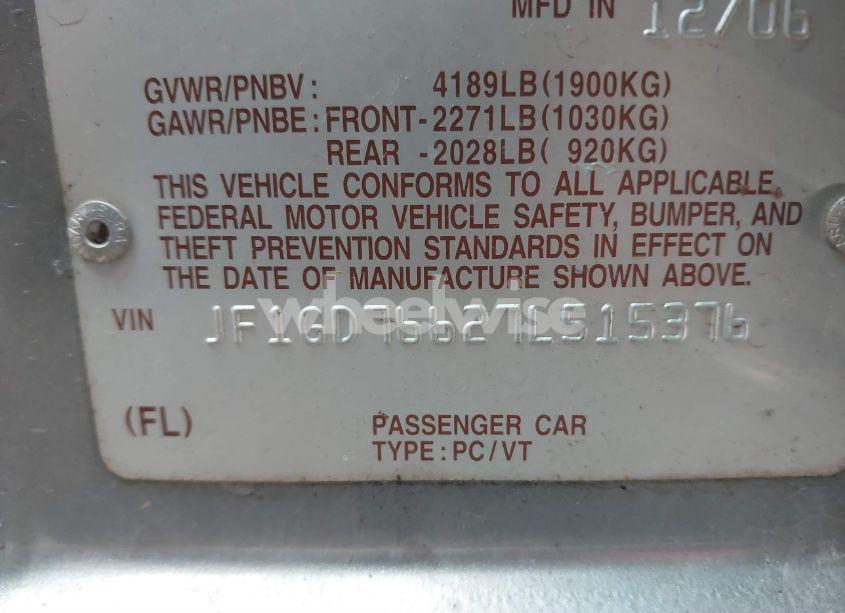 MFD IN 12/06
GVWR/PNBV: 4189LB(1900KG)
GAWR/PNBE: FRONT-2271LB(1030KG)
REAR -2028LB( 920KG)
THIS VEHICLE CONFORMS TO ALL APPLICABLE
FEDERAL MOTOR VEHICLE SAFETY, BUMPER, AND
THEFT PREVENTION STANDARDS IN EFFECT ON
THE DATE OF MANUFACTURE SHOWN ABOVE.
wheelwise
VIN JF1GD76627L515376
(FL) PASSENGER CAR
TYPE:PC/VT